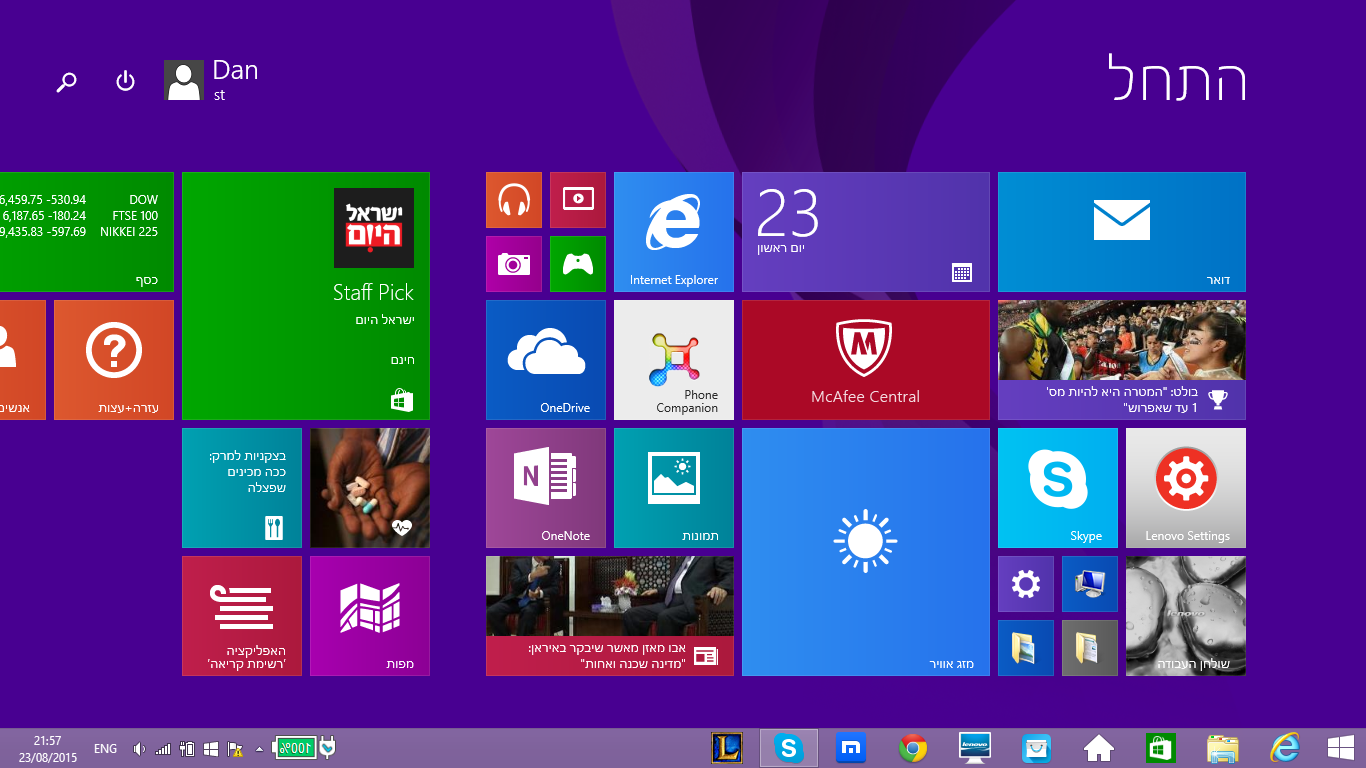 התחל
Dan
st
דואר
23
יום ראשון
Internet Explorer
בולט: "המטרה היא להיות מס'
1 עד שאפרוש"
McAfee Central
Phone
Companion
OneDrive
Lenovo Settings
Skype
מזג אוויר
תמונות
N
OneNote
שולחן העבודה
lenovo
אבו מאזן מאשר שיבקר באיראן:
"מדינה שכנה ואחות"
ישראל
היום
Staff Pick
ישראל היום
חינם
DOW 6,459.75 -530.94
FTSE 100 6,187.65 -180.24
NIKKEI 225 9,435.83 -597.69
כסף
עזרה+עצות
אנשים
בצקניות למרק:
ככה מכינים
שפצלה
מפות
האפליקציה
'רשימת קריאה'
21:57
23/08/2015
ENG
100%
L
S
m
lenovo